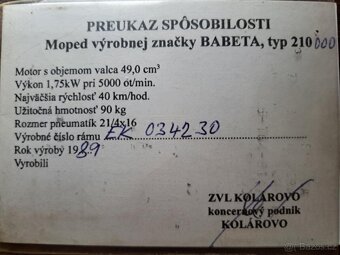 PREUKAZ SPÔSOBILOSTI
Moped výrobnej značky BABETA, typ 210 000
Motor s objemom valca 49,0 cm³
Výkon 1,75kW pri 5000 ot/min.
Najväčšia rýchlosť 40 km/hod.
Užitočná hmotnosť 90 kg
Rozmer pneumatík 21/4x16
Výrobné číslo rámu EK 034230
Rok výroby 1989
Vyrobili
ZVL KOLÁROVO
koncernový podnik
KOLÁROVO